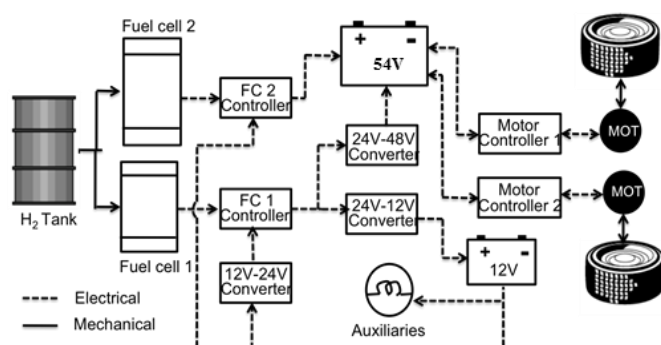 Fuel cell 2
FC 2
Controller
+ -
54V
24V-48V
Converter
Motor
Controller 1
MOT
H2 Tank
FC 1
Controller
24V-12V
Converter
Motor
Controller 2
MOT
Fuel cell 1
12V-24V
Converter
+ -
12V
Auxiliaries
Electrical
Mechanical